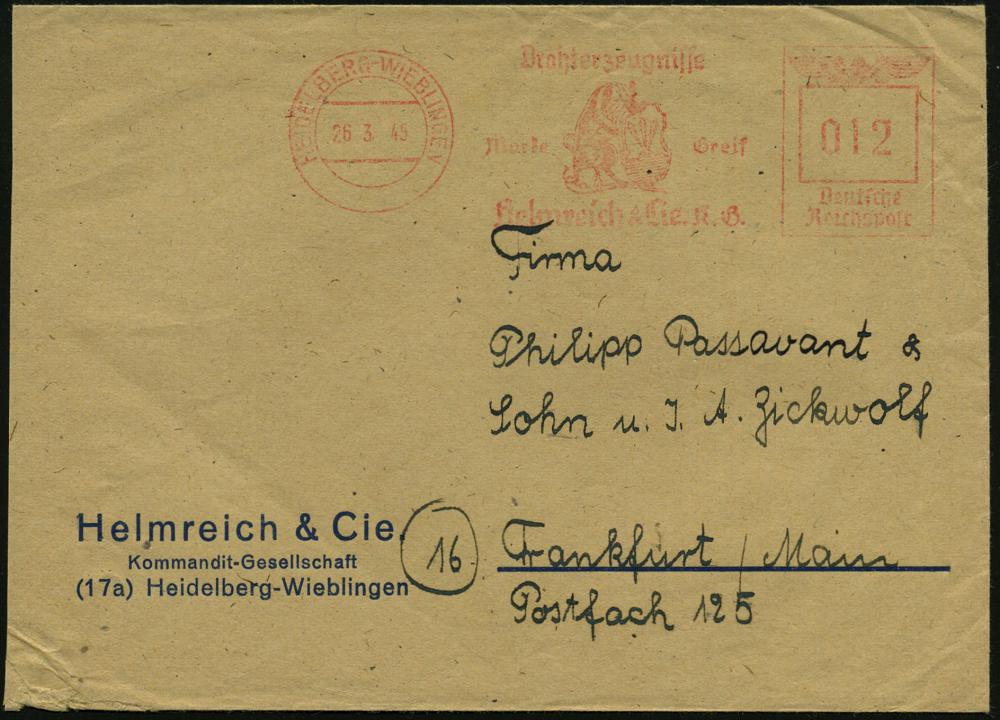 HEIDELBERG-WIEBLINGEN
26.3.45
Drahterzeugnisse
Marke Greif
Helmreich & Cie. K. G.
012
Deutsche
Reichspost
Firma
Philipp Passavant &
Sohn u. J. A. Zickwolf
Helmreich & Cie.
Kommandit-Gesellschaft
(17a) Heidelberg-Wieblingen
16
Frankfurt / Main
Postfach 125